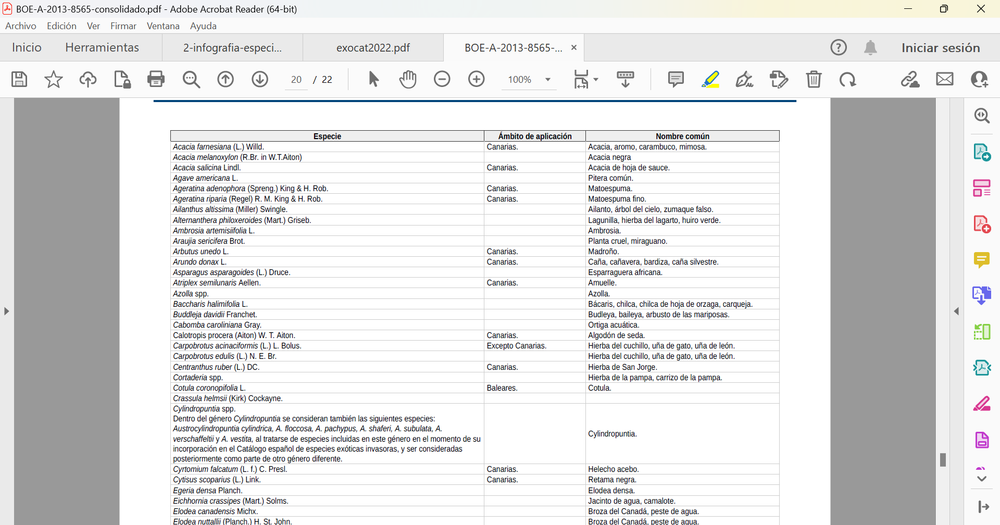 BOE-A-2013-8565-consolidado.pdf - Adobe Acrobat Reader (64-bit)
Archivo Edición Ver Firmar Ventana Ayuda
Inicio Herramientas 2-infografia-especi... exocat2022.pdf BOE-A-2013-8565-... × Iniciar sesión
20 / 22 100%
Especie Ámbito de aplicación Nombre común
Acacia farnesiana (L.) Willd. Canarias. Acacia, aromo, carambuco, mimosa.
Acacia melanoxylon (R.Br. in W.T.Aiton) Acacia negra
Acacia salicina Lindl. Canarias. Acacia de hoja de sauce.
Agave americana L. Pitera común.
Ageratina adenophora (Spreng.) King & H. Rob. Canarias. Matoespuma.
Ageratina riparia (Regel) R. M. King & H. Rob. Canarias. Matoespuma fino.
Ailanthus altissima (Miller) Swingle. Ailanto, árbol del cielo, zumaque falso.
Alternanthera philoxeroides (Mart.) Griseb. Lagunilla, hierba del lagarto, huiro verde.
Ambrosia artemisiifolia L. Ambrosia.
Araujia sericifera Brot. Planta cruel, miraguano.
Arbutus unedo L. Canarias. Madroño.
Arundo donax L. Canarias. Caña, cañavera, bardiza, caña silvestre.
Asparagus asparagoides (L.) Druce. Esparraguera africana.
Atriplex semilunaris Aellen. Canarias. Amuelle.
Azolla spp. Azolla.
Baccharis halimifolia L. Bácaris, chilca, chilca de hoja de orzaga, carqueja.
Buddleja davidii Franchet. Budleya, baileya, arbusto de las mariposas.
Cabomba caroliniana Gray. Ortiga acuática.
Calotropis procera (Aiton) W. T. Aiton. Canarias. Algodón de seda.
Carpobrotus acinaciformis (L.) L. Bolus. Excepto Canarias. Hierba del cuchillo, uña de gato, uña de león.
Carpobrotus edulis (L.) N. E. Br. Hierba del cuchillo, uña de gato, uña de león.
Centranthus ruber (L.) DC. Canarias. Hierba de San Jorge.
Cortaderia spp. Hierba de la pampa, carrizo de la pampa.
Cotula coronopifolia L. Baleares. Cotula.
Crassula helmsii (Kirk) Cockayne.
Cylindropuntia spp.
Dentro del género Cylindropuntia se consideran también las siguientes especies:
Austrocylindropuntia cylindrica, A. floccosa, A. pachypus, A. shaferi, A. subulata, A.
verschaffeltii y A. vestita, al tratarse de especies incluidas en este género en el momento de su
incorporación en el Catálogo español de especies exóticas invasoras, y ser consideradas
posteriormente como parte de otro género diferente.
Cylindropuntia.
Cyrtomium falcatum (L. f.) C. Presl. Canarias. Helecho acebo.
Cytisus scoparius (L.) Link. Canarias. Retama negra.
Egeria densa Planch. Elodea densa.
Eichhornia crassipes (Mart.) Solms. Jacinto de agua, camalote.
Elodea canadensis Michx. Broza del Canadá, peste de agua.
Elodea nuttallii (Planch.) H. St. John. Broza del Canadá, peste de agua.